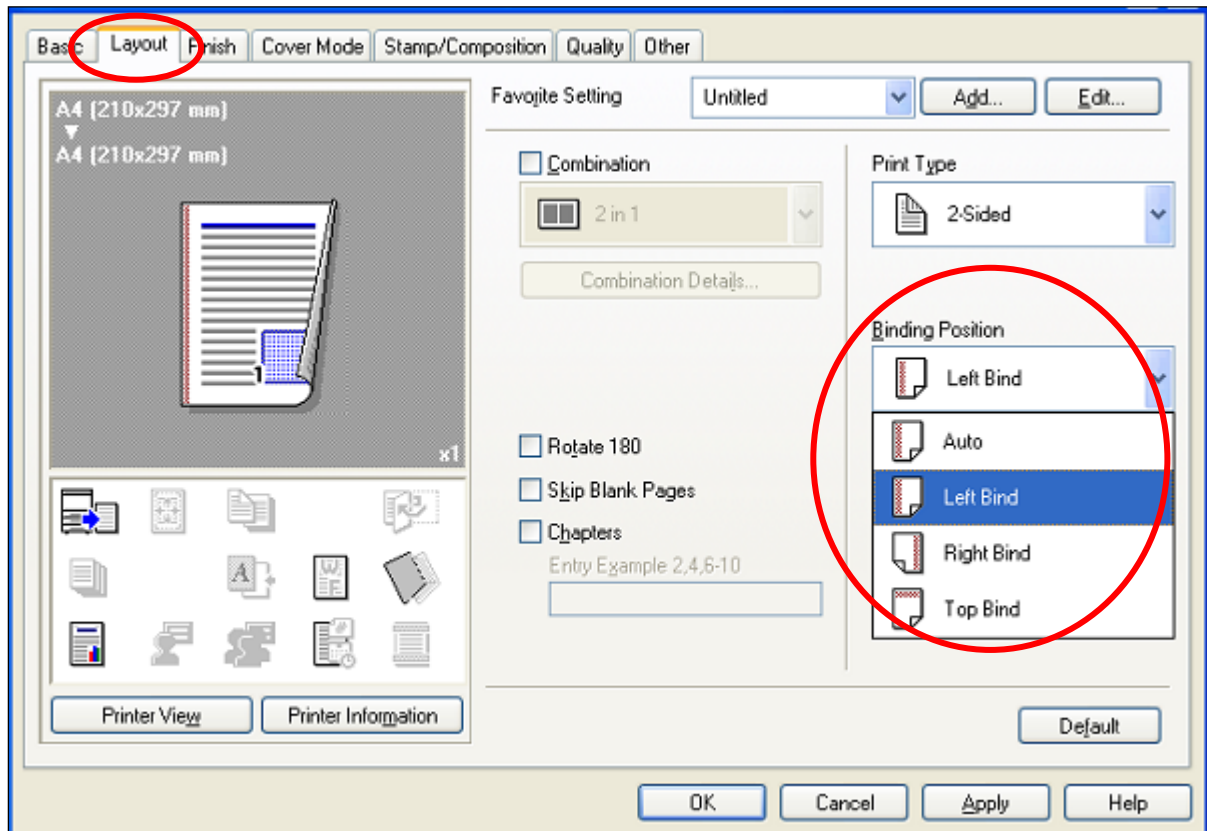 Basic Layout Finish Cover Mode Stamp/Composition Quality Other
A4 (210x297 mm)
A4 (210x297 mm)
1
x1
Printer View Printer Information
Favorite Setting Untitled Add... Edit...
Combination
2 in 1
Combination Details...
Rotate 180
Skip Blank Pages
Chapters
Entry Example 2,4,6-10
Print Type
2-Sided
Binding Position
Left Bind
Auto
Left Bind
Right Bind
Top Bind
Default
OK Cancel Apply Help